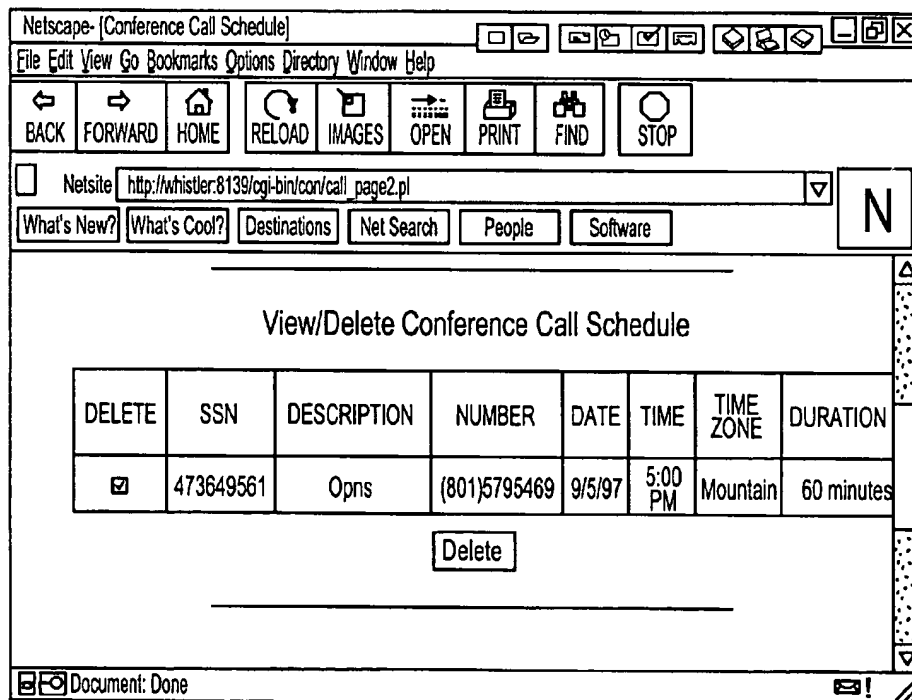 Netscape- [Conference Call Schedule]
File Edit View Go Bookmarks Options Directory Window Help
BACK FORWARD HOME RELOAD IMAGES OPEN PRINT FIND STOP
Netsite http://whistler:8139/cgi-bin/con/call_page2.pl
N
What's New? What's Cool? Destinations Net Search People Software
View/Delete Conference Call Schedule
DELETE SSN DESCRIPTION NUMBER DATE TIME TIME ZONE DURATION
473649561 Opns (801)5795469 9/5/97 5:00 PM Mountain 60 minutes
Delete
Document: Done
!